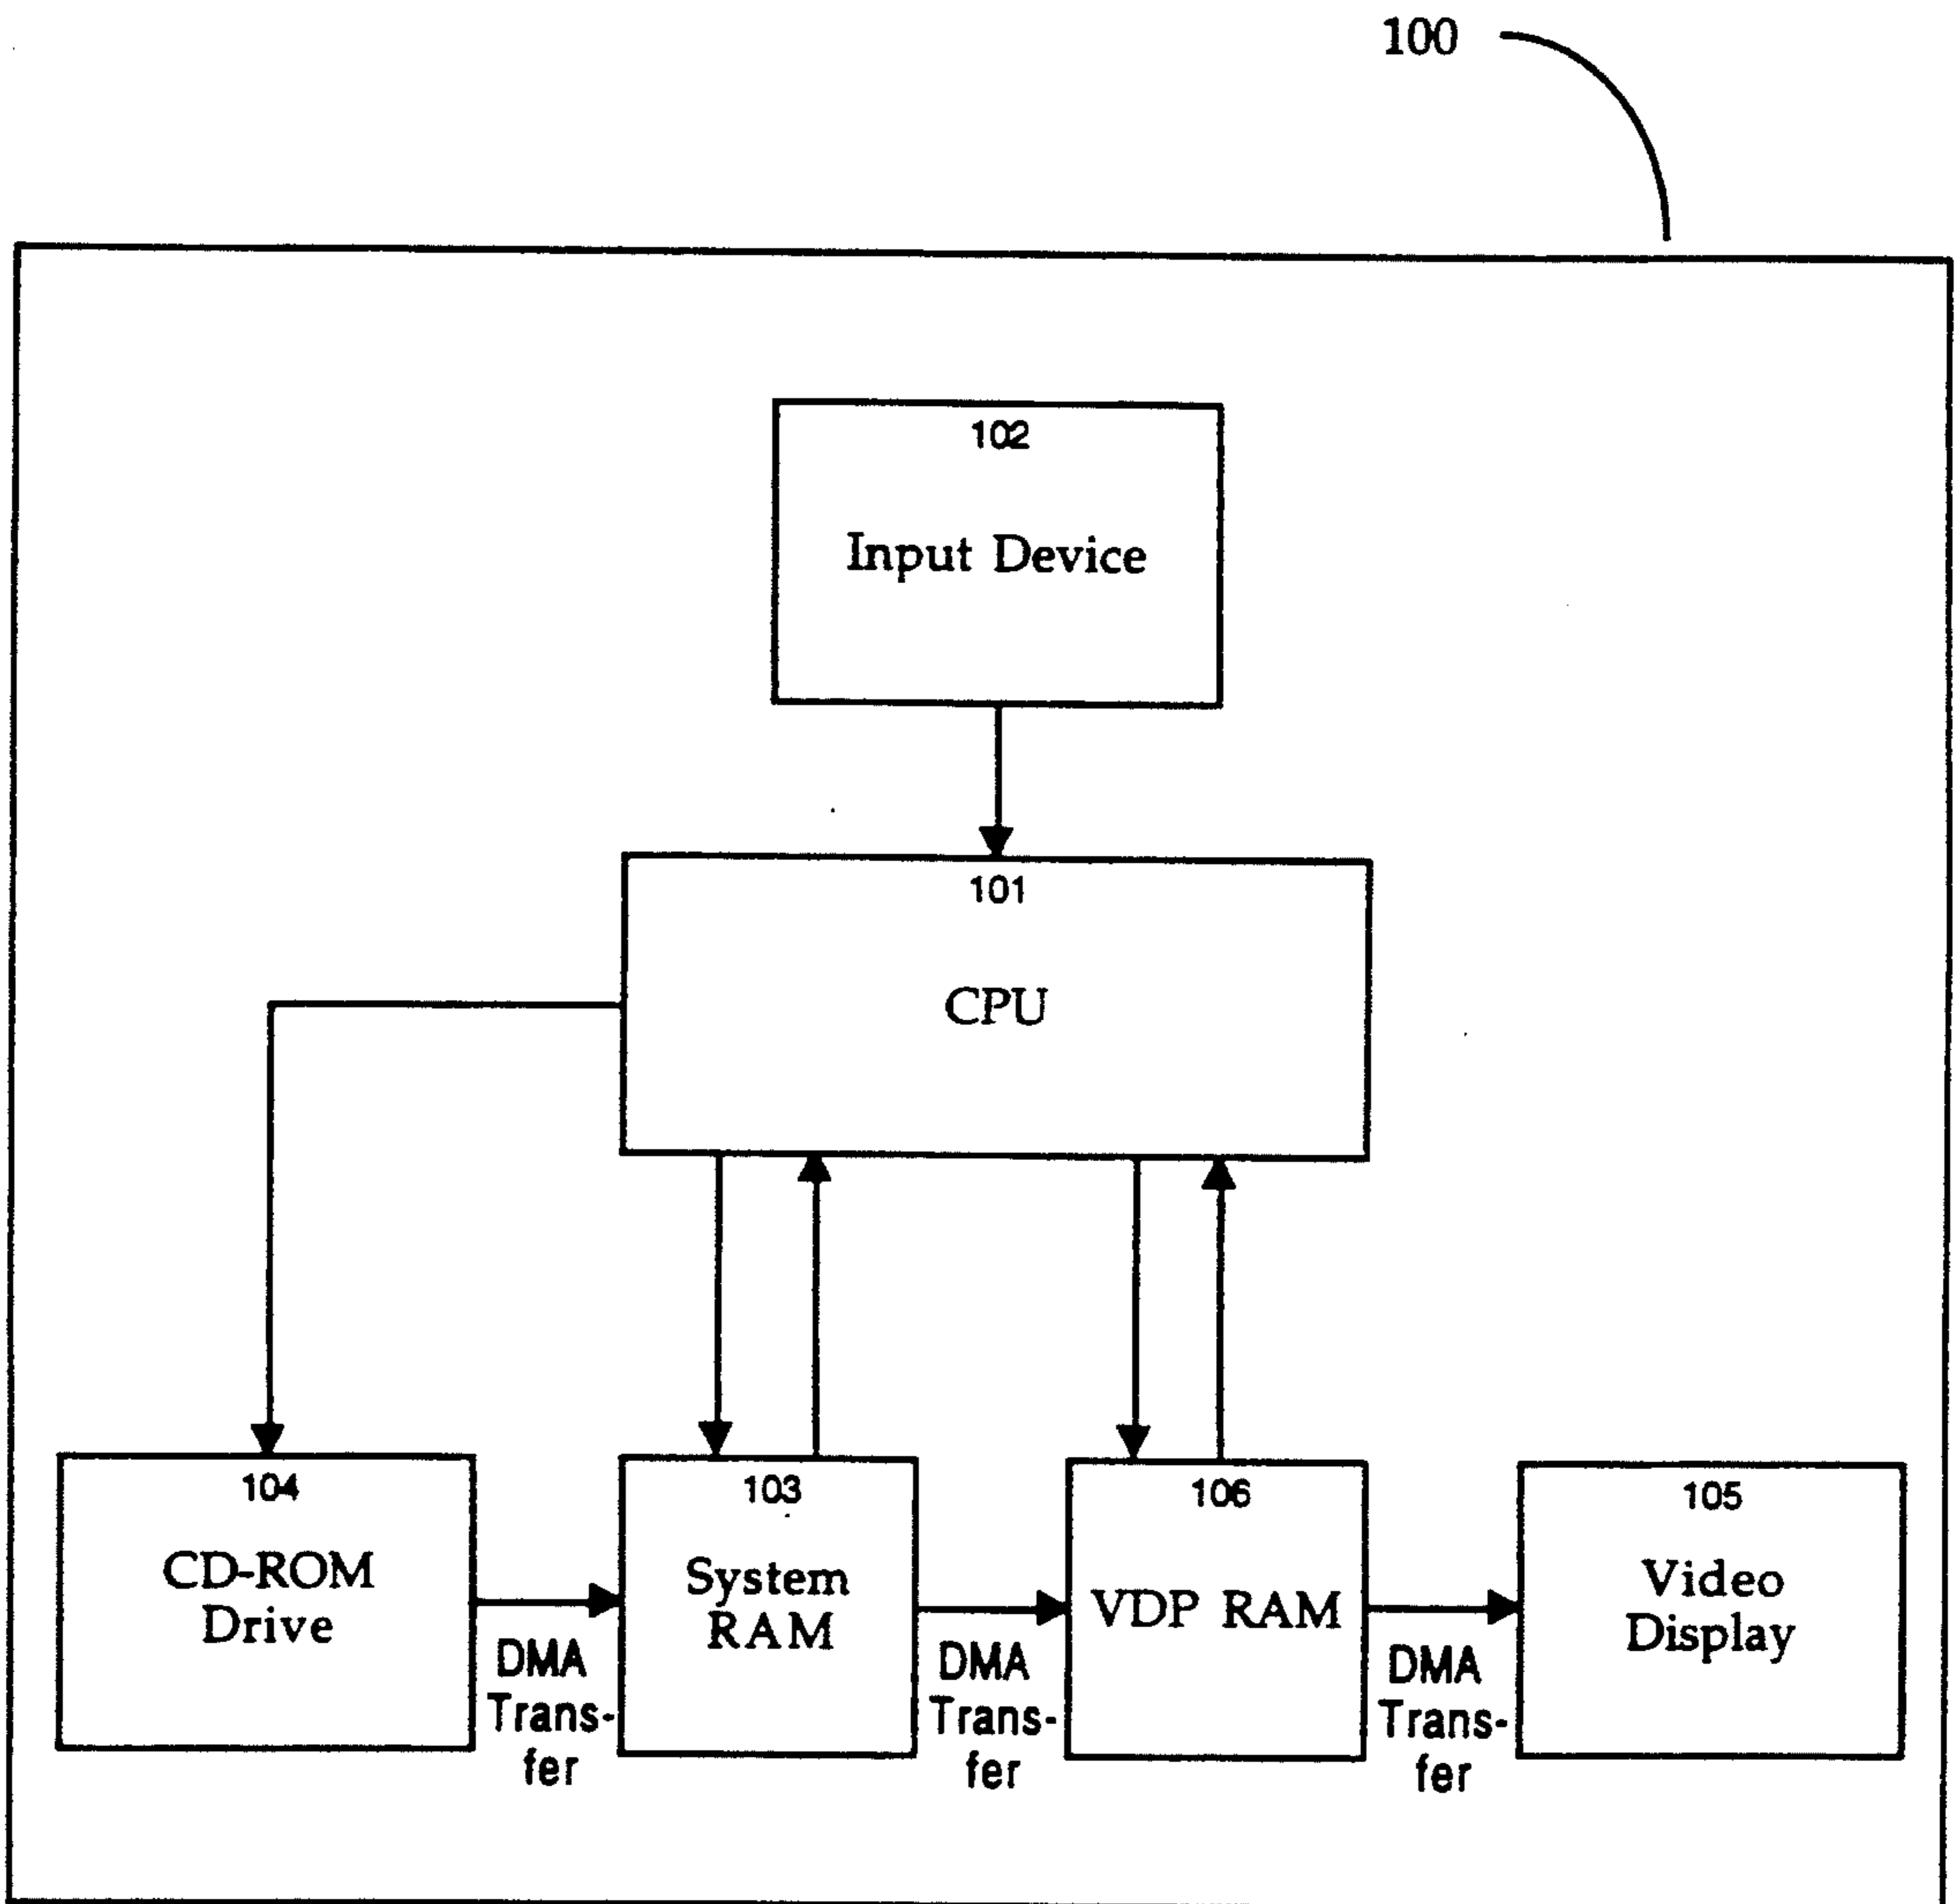 100
102
Input Device
101
CPU
104
CD-ROM
Drive
103
System
RAM
106
VDP RAM
105
Video
Display
DMA
Trans-
fer
DMA
Trans-
fer
DMA
Trans-
fer